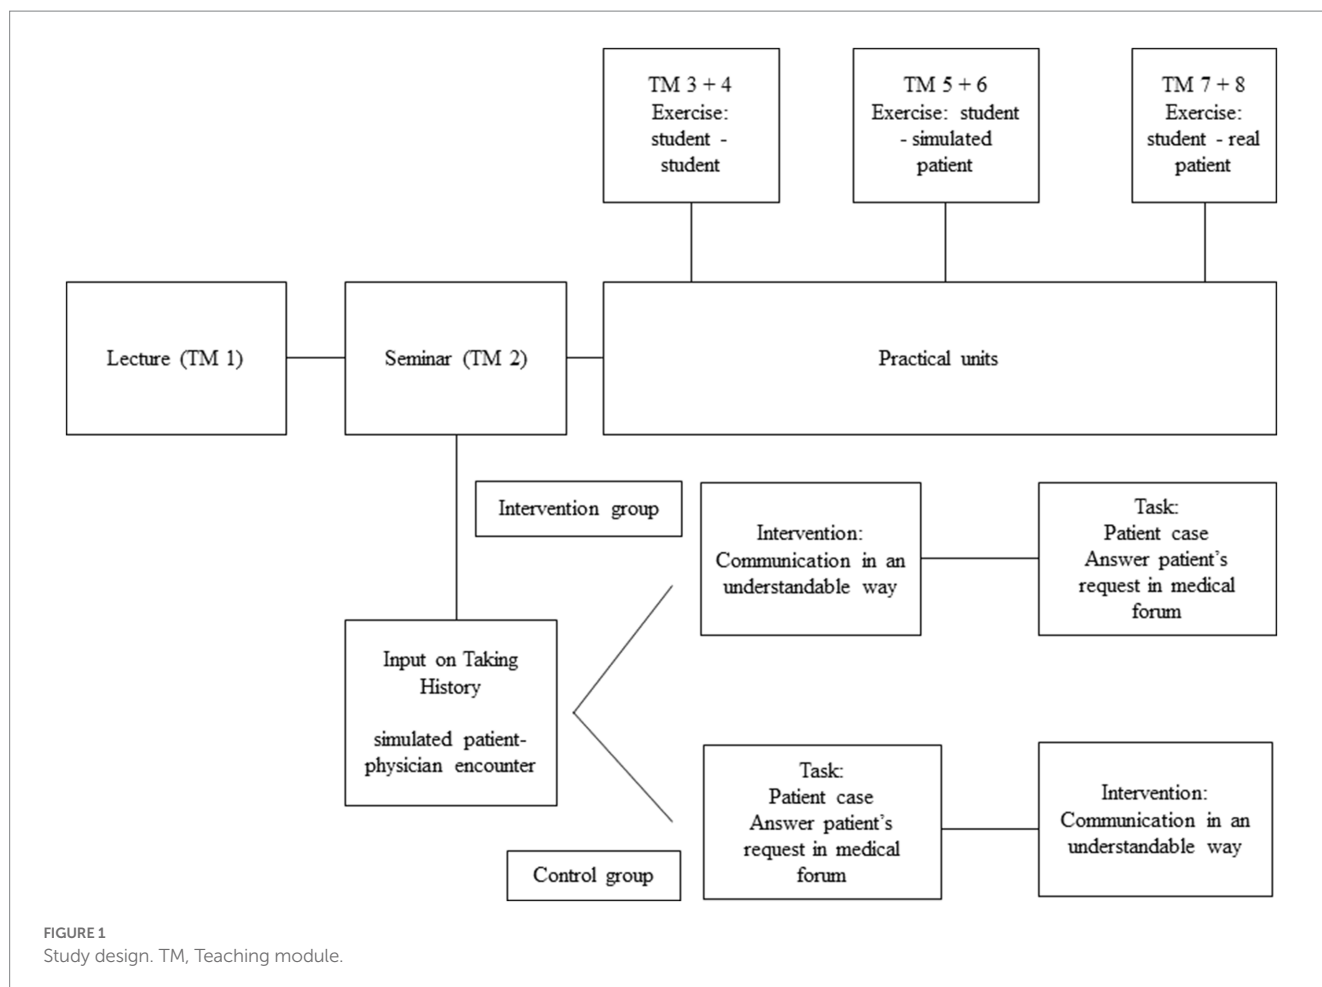 TM 3 + 4
Exercise:
student -
student
TM 5 + 6
Exercise: student
- simulated
patient
TM 7 + 8
Exercise:
student - real
patient
Lecture (TM 1)
Seminar (TM 2)
Practical units
Intervention group
Intervention:
Communication in an
understandable way
Task:
Patient case
Answer patient's
request in medical
forum
Input on Taking
History
simulated patient-
physician encounter
Task:
Patient case
Answer patient's
request in medical
forum
Intervention:
Communication in an
understandable way
Control group
FIGURE 1
Study design. TM, Teaching module.